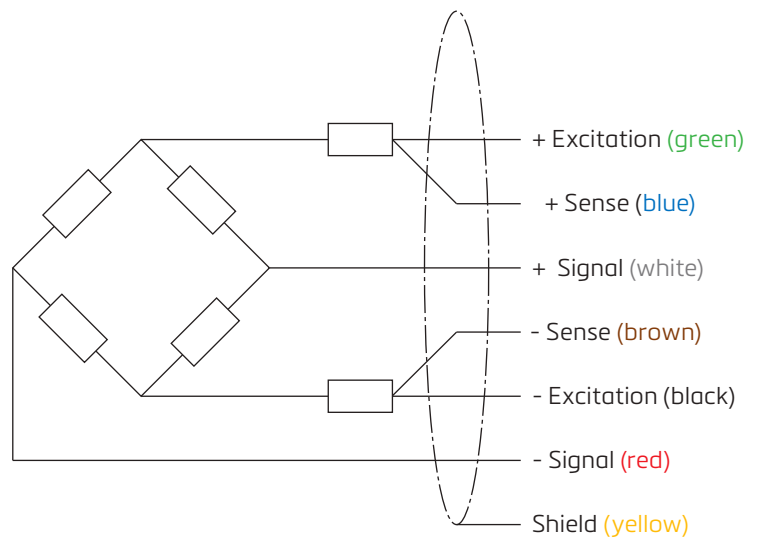 + Excitation (green)
+ Sense (blue)
+ Signal (white)
- Sense (brown)
- Excitation (black)
- Signal (red)
Shield (yellow)